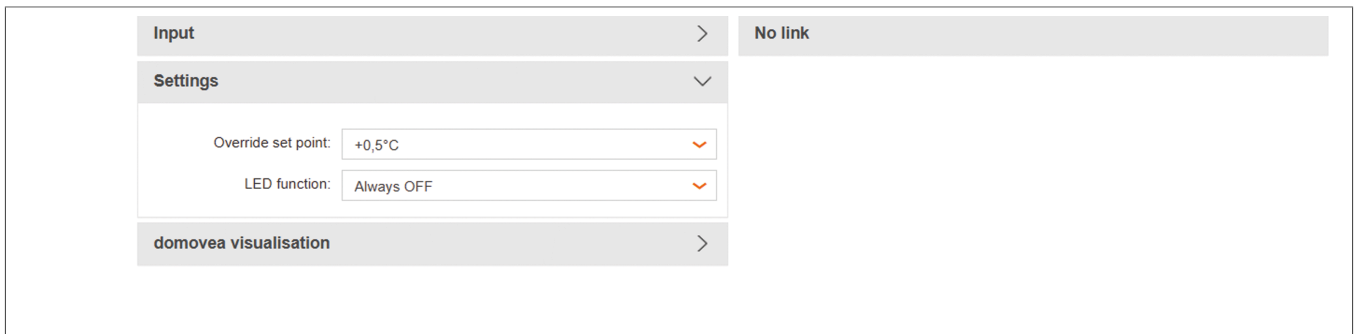 Input
No link
Settings
Override set point: +0,5°C
LED function: Always OFF
domovea visualisation